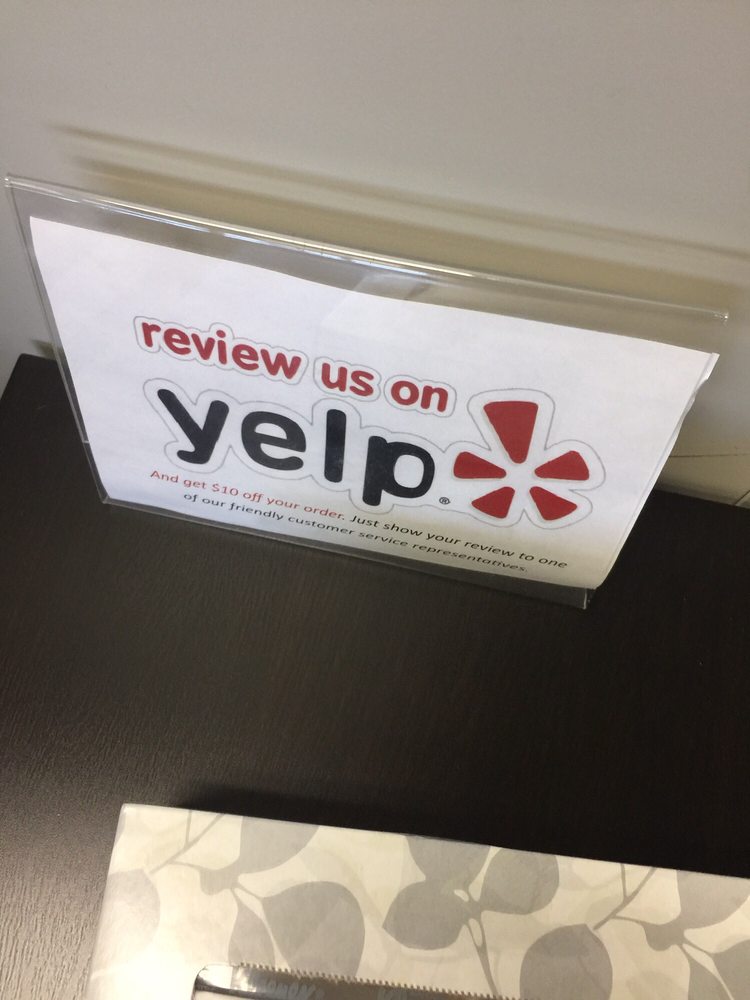 review us on
yelp®
And get $10 off your order. Just show your review to one
of our friendly customer service representatives.